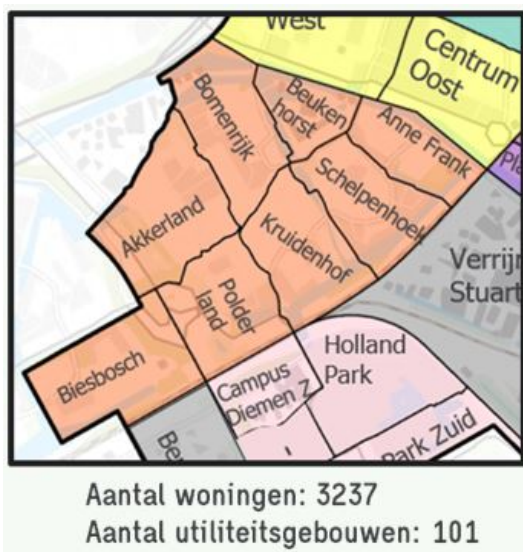 West
Centrum
Oost
Bomenrijk
Beuken
horst
Anne Frank
Schelpenhoek
Akkerland
Kruidenhof
Verrijn
Stuart
Polder
land
Holland
Park
Biesbosch
Campus
Diemen Z
Park Zuid
Aantal woningen: 3237
Aantal utiliteitsgebouwen: 101